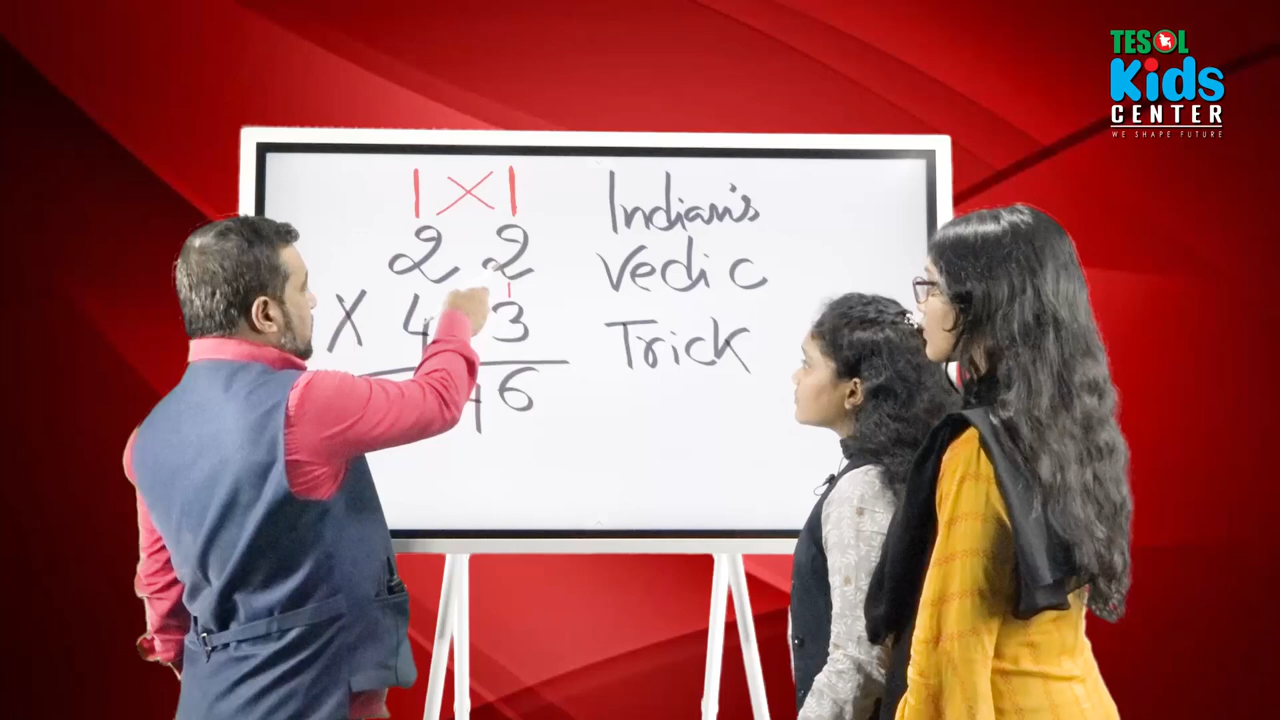 TESOL
Kids
CENTER
WE SHAPE FUTURE
1 X 1
2 2
X 4 3
6
Indian's
Vedic
Trick